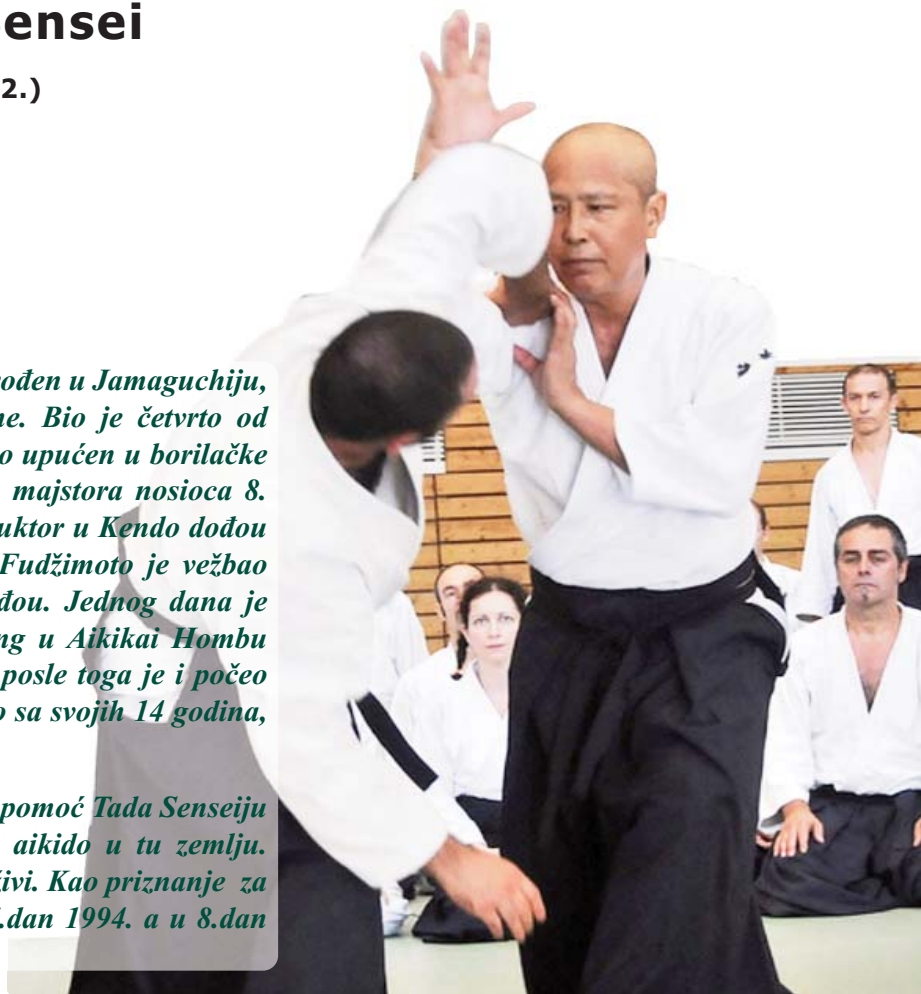 ensei
2.)
ođen u Jamaguchiju,
ne. Bio je četvrto od
o upućen u borilačke
majstora nosioca 8.
uktor u Kendo dođou
Fudžimoto je vežbao
đou. Jednog dana je
ng u Aikikai Hombu
posle toga je i počeo
o sa svojih 14 godina,
pomoć Tada Senseiju
aikido u tu zemlju.
živi. Kao priznanje za
.dan 1994. a u 8.dan